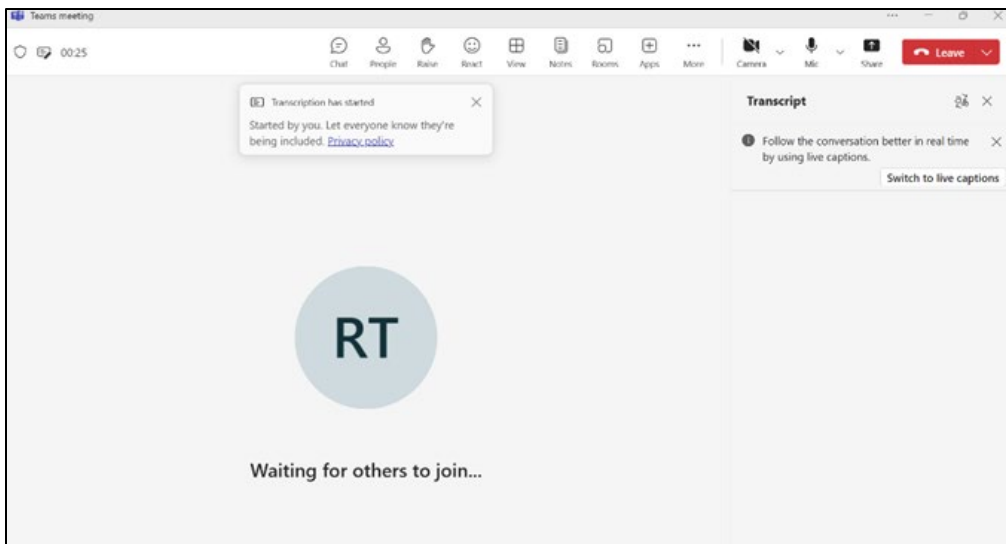 Teams meeting
00:25
Chat People Raise React View Notes Rooms Apps More Camera Mic Share Leave
Transcription has started
Started by you. Let everyone know they're
being included. Privacy policy
Transcript
Follow the conversation better in real time
by using live captions.
Switch to live captions
RT
Waiting for others to join...